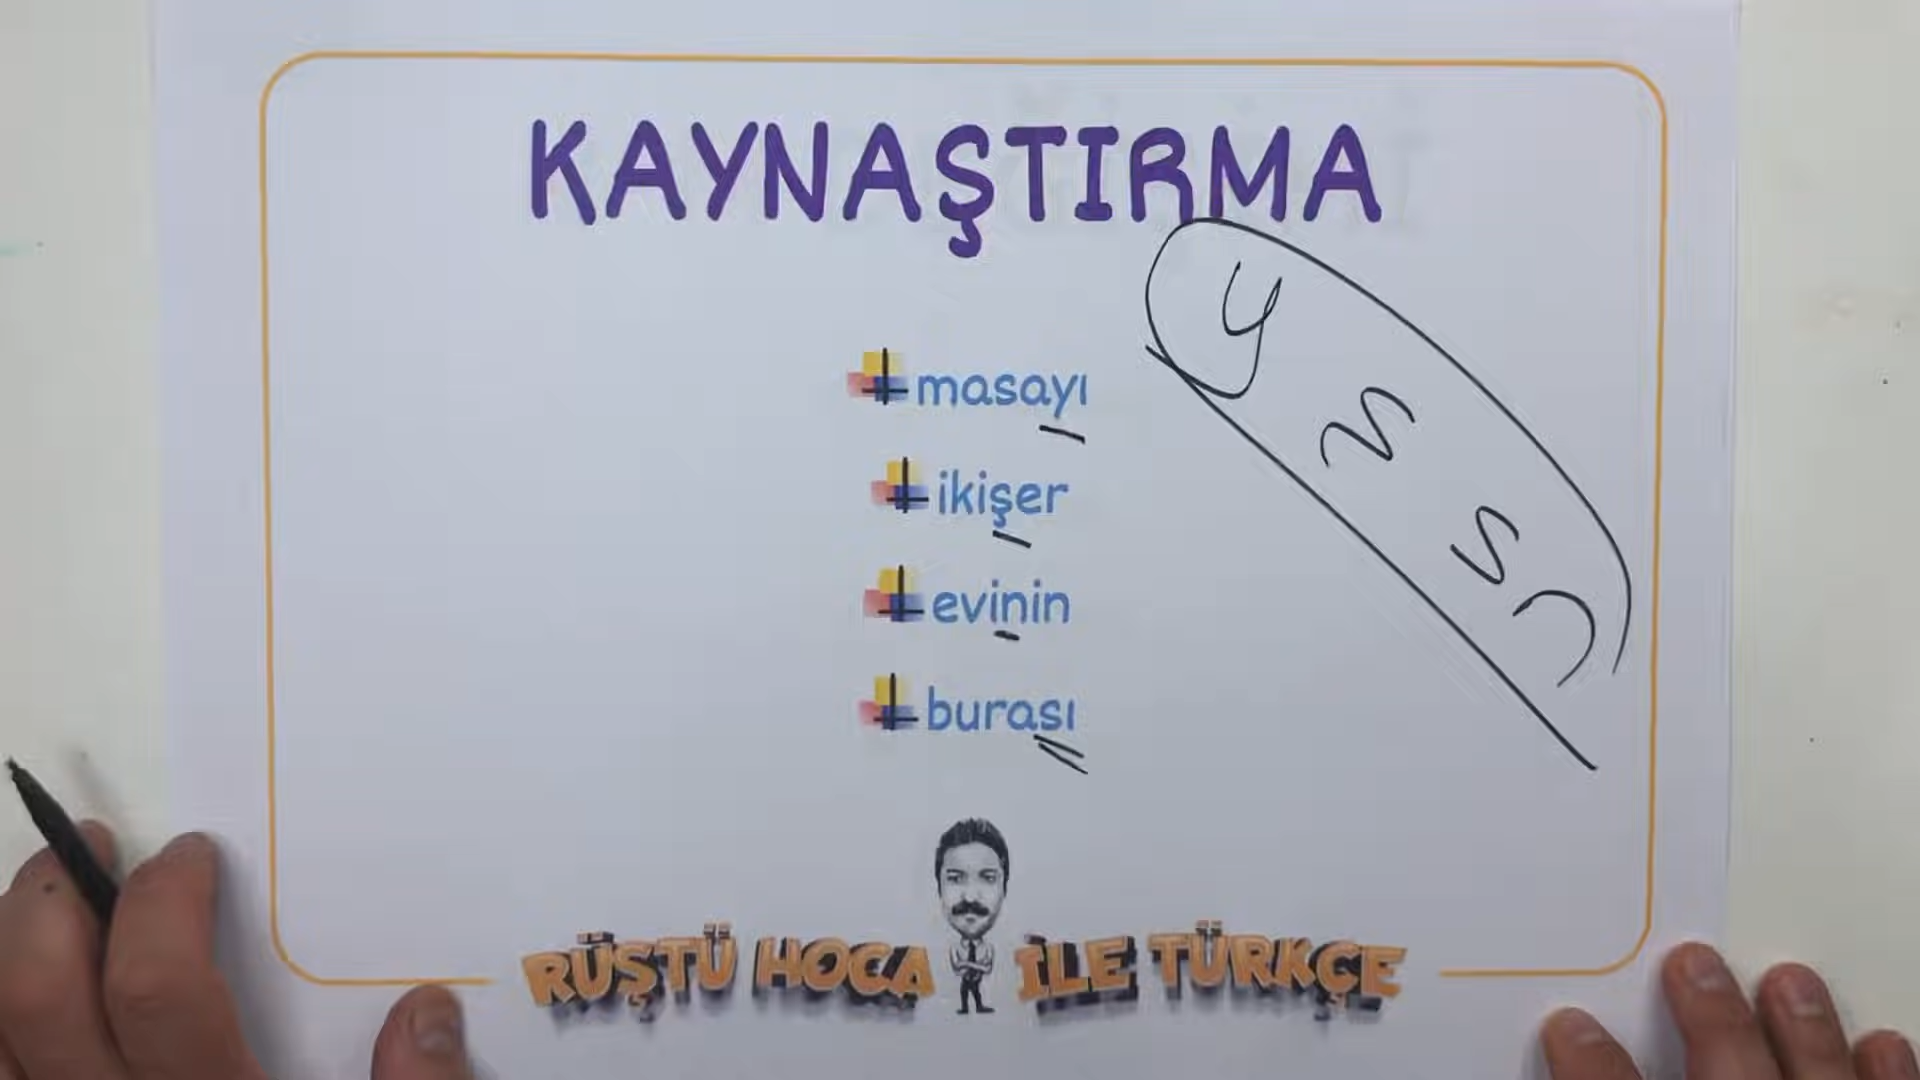 KAYNAŞTIRMA
masayı
ikişer
evinin
burası
y
ş
s
n
RÜŞTÜ HOCA İLE TÜRKÇE